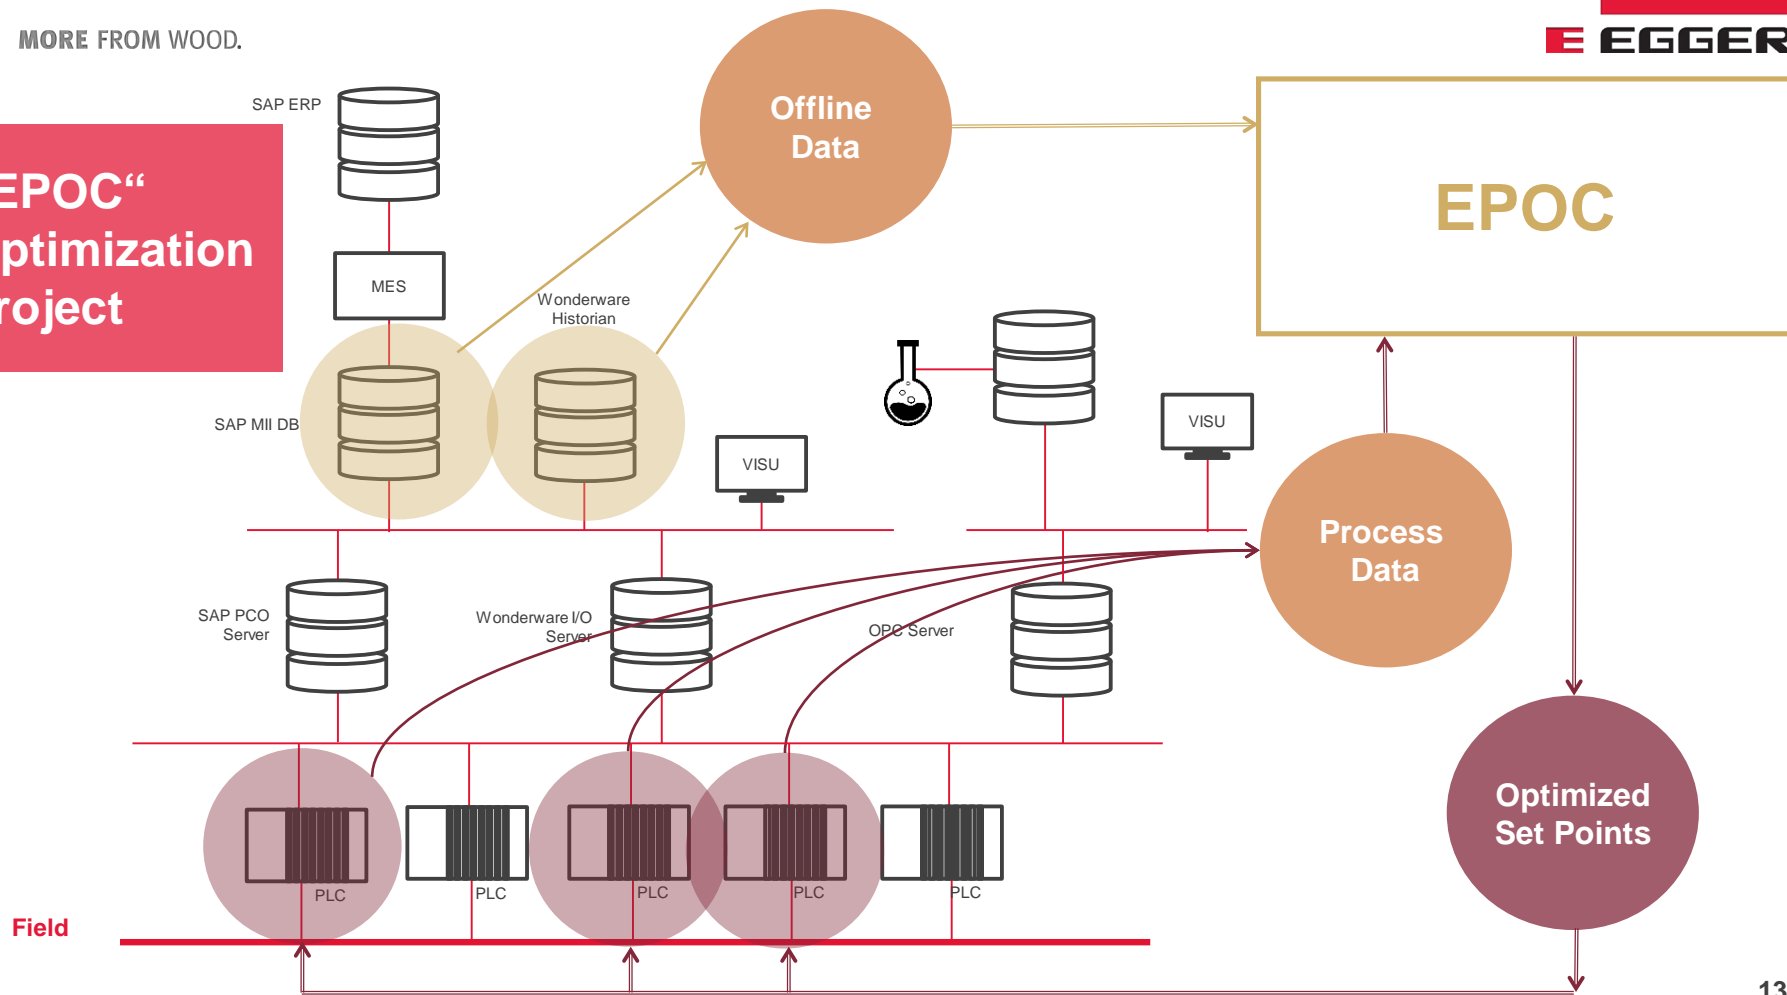 MORE FROM WOOD.
EGGER
SAP ERP
Offline
Data
EPOC
EPOC“
ptimization
roject
MES
Wonderware
Historian
SAP MII DB
VISU
VISU
Process
Data
SAP PCO
Server
Wonderware I/O
Server
OPC Server
Optimized
Set Points
PLC
PLC
PLC
PLC
PLC
Field
13